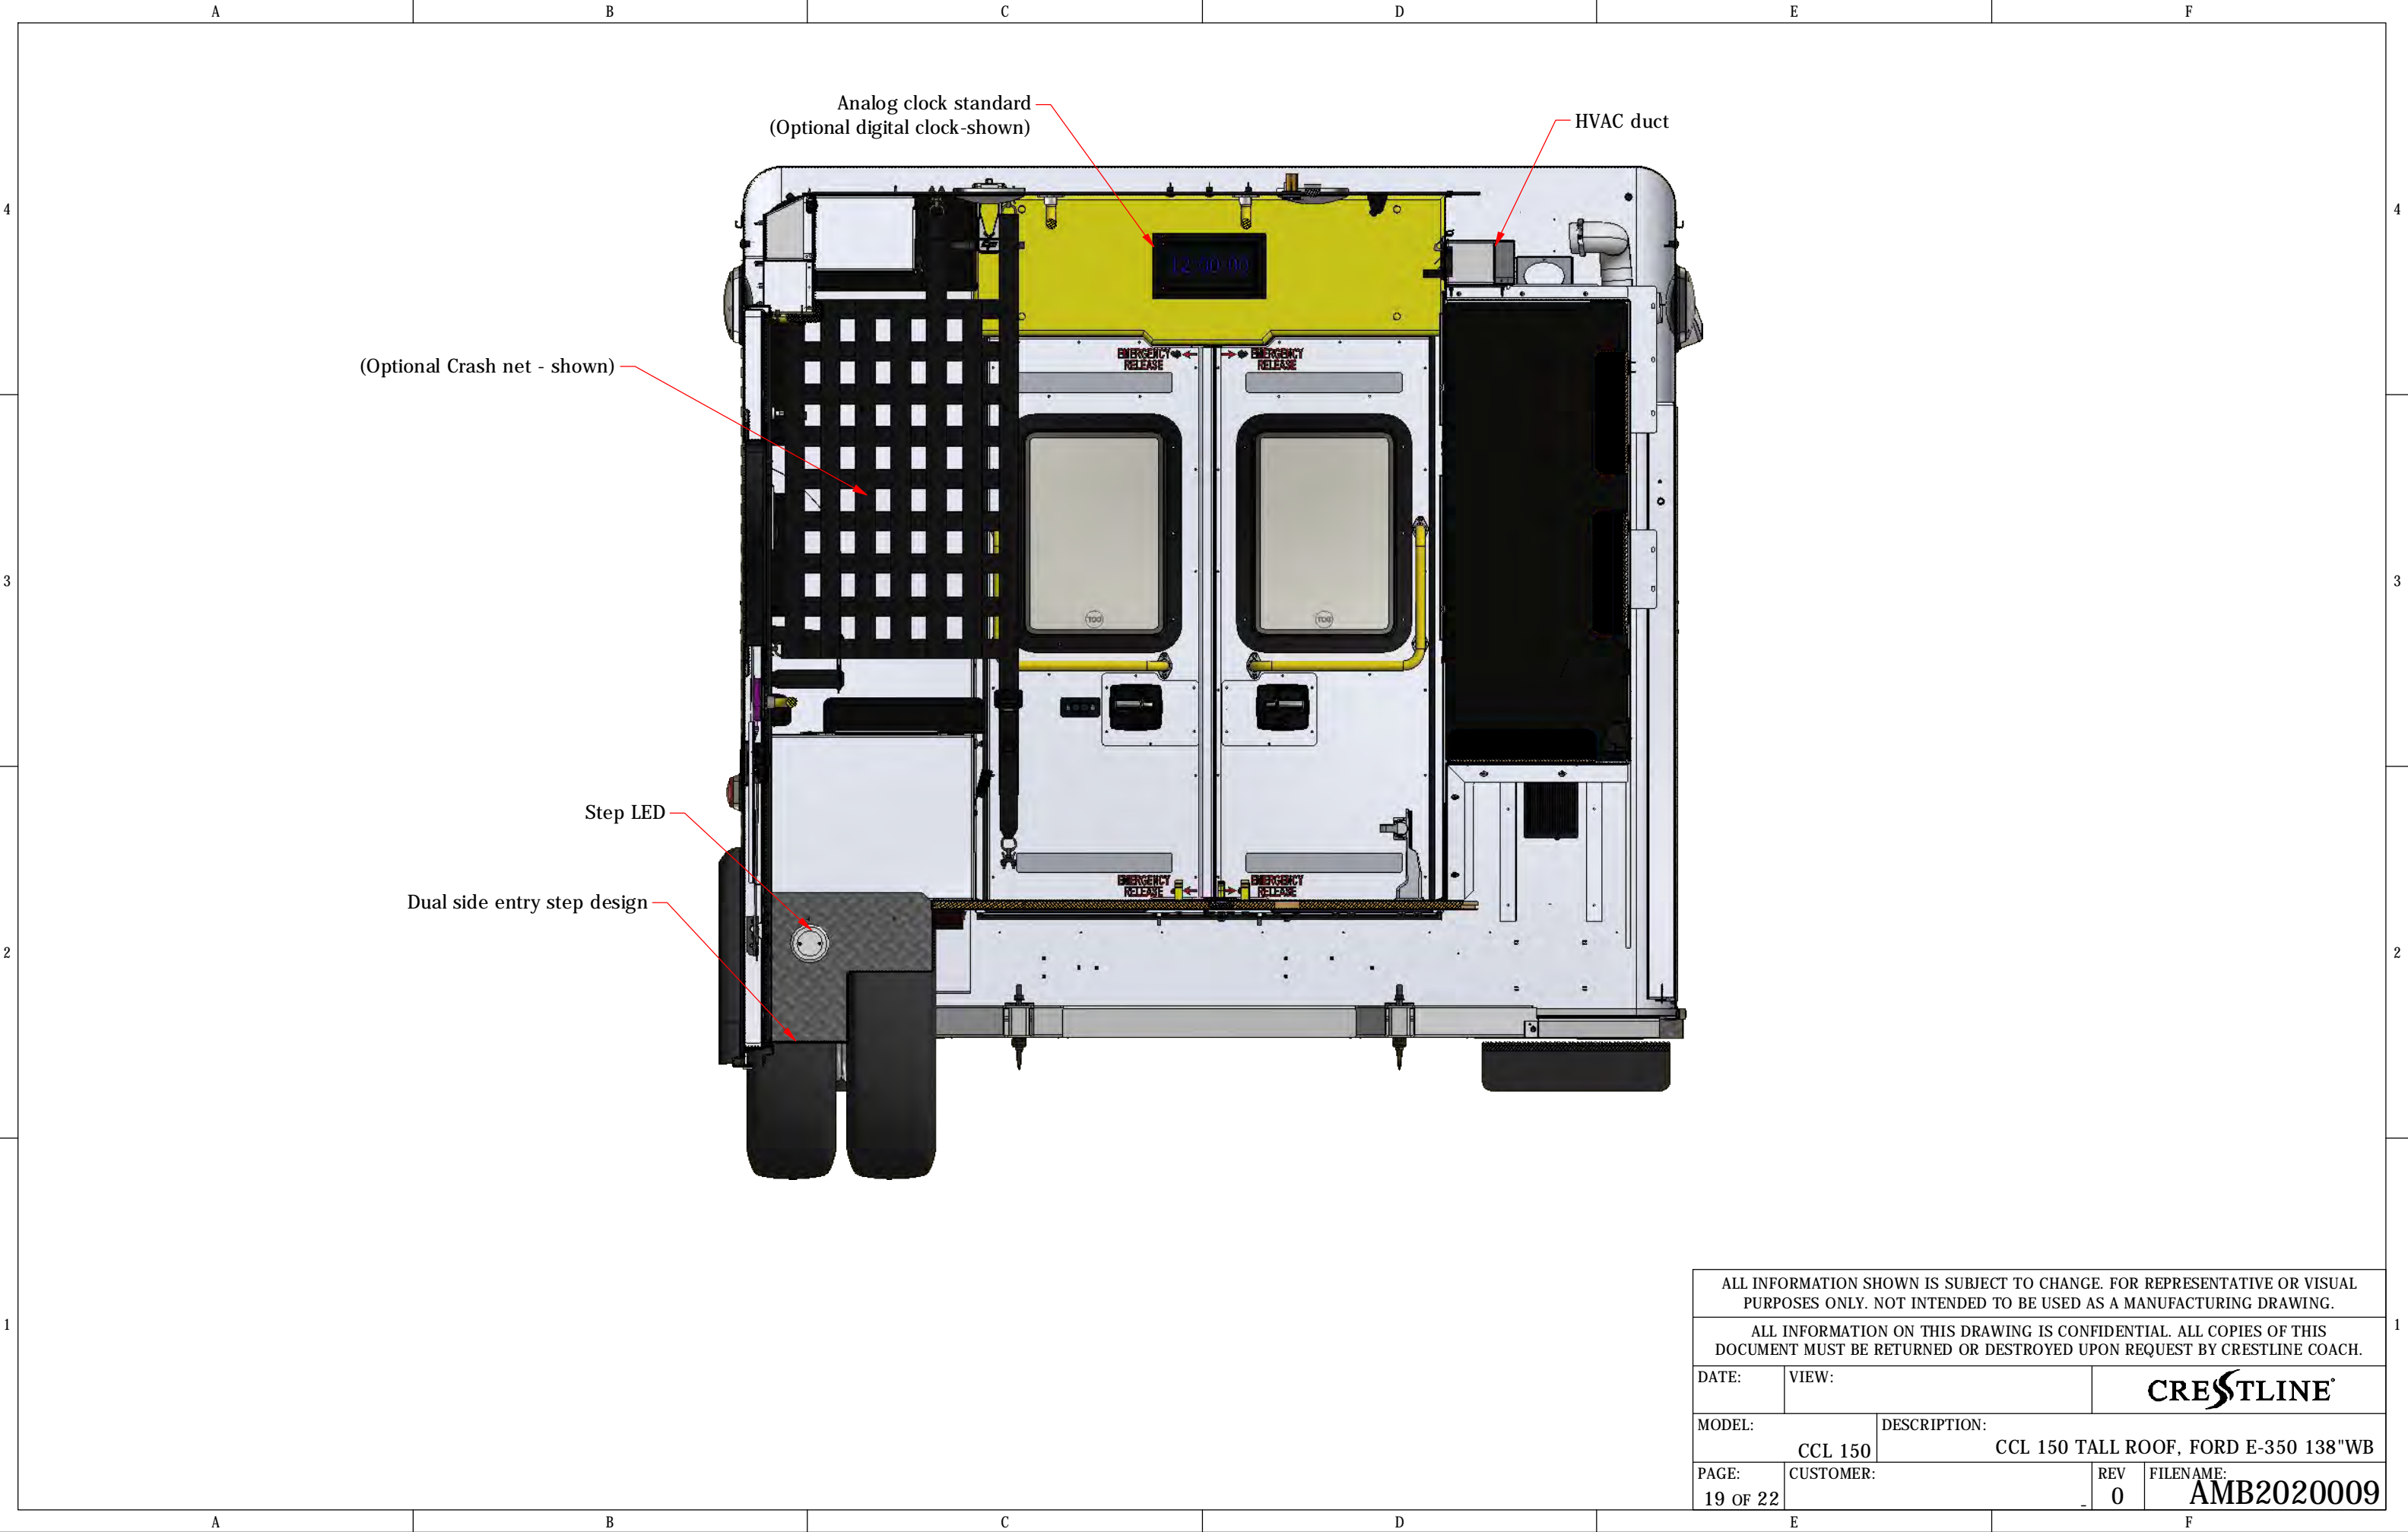 A B C D E F
Analog clock standard
(Optional digital clock-shown)
HVAC duct
4 4
12:00:00
(Optional Crash net - shown)
EMERGENCY RELEASE
EMERGENCY RELEASE
3 3
TCG
TCG
Step LED
Dual side entry step design
EMERGENCY RELEASE
EMERGENCY RELEASE
2 2
1 1
ALL INFORMATION SHOWN IS SUBJECT TO CHANGE. FOR REPRESENTATIVE OR VISUAL
PURPOSES ONLY. NOT INTENDED TO BE USED AS A MANUFACTURING DRAWING.
ALL INFORMATION ON THIS DRAWING IS CONFIDENTIAL. ALL COPIES OF THIS
DOCUMENT MUST BE RETURNED OR DESTROYED UPON REQUEST BY CRESTLINE COACH.
DATE: VIEW:
CRESTLINE
MODEL: DESCRIPTION:
CCL 150 CCL 150 TALL ROOF, FORD E-350 138"WB
PAGE: CUSTOMER: REV FILENAME:
19 OF 22 - 0 AMB2020009
A B C D E F